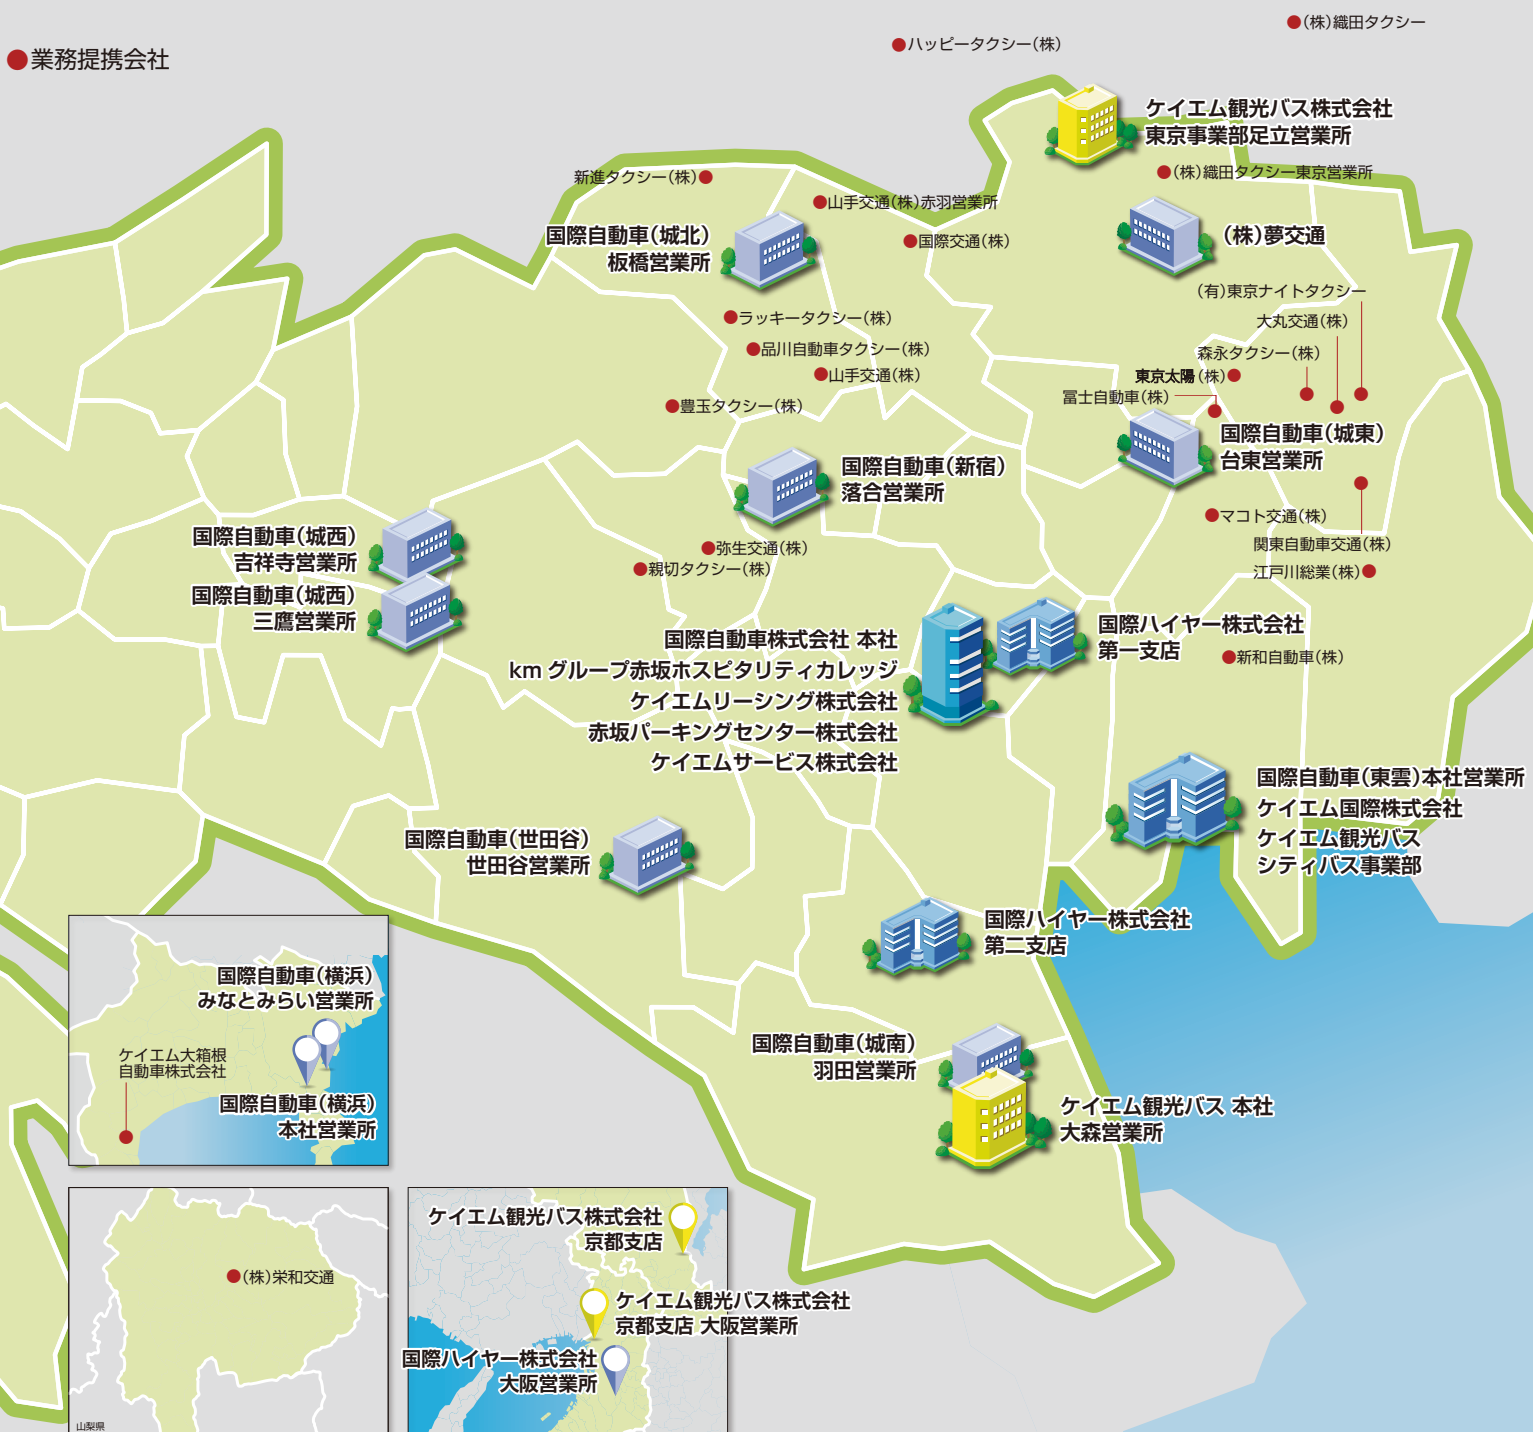 (株)織田タクシー
ハッピータクシー(株)
業務提携会社
ケイエム観光バス株式会社
東京事業部足立営業所
(株)織田タクシー東京営業所
新進タクシー(株)
山手交通(株)赤羽営業所
国際自動車(城北)
板橋営業所
国際交通(株)
(株)夢交通
(有)東京ナイトタクシー
大丸交通(株)
森永タクシー(株)
東京太陽(株)
冨士自動車(株)
ラッキータクシー(株)
品川自動車タクシー(株)
山手交通(株)
豊玉タクシー(株)
国際自動車(城東)
台東営業所
国際自動車(新宿)
落合営業所
マコト交通(株)
関東自動車交通(株)
江戸川総業(株)
国際自動車(城西)
吉祥寺営業所
国際自動車(城西)
三鷹営業所
弥生交通(株)
親切タクシー(株)
国際自動車株式会社 本社
km グループ赤坂ホスピタリティカレッジ
ケイエムリーシング株式会社
赤坂パーキングセンター株式会社
ケイエムサービス株式会社
国際ハイヤー株式会社
第一支店
新和自動車(株)
国際自動車(東雲)本社営業所
ケイエム国際株式会社
ケイエム観光バス
シティバス事業部
国際自動車(世田谷)
世田谷営業所
国際ハイヤー株式会社
第二支店
国際自動車(城南)
羽田営業所
ケイエム観光バス 本社
大森営業所
国際自動車(横浜)
みなとみらい営業所
ケイエム大箱根
自動車株式会社
国際自動車(横浜)
本社営業所
(株)栄和交通
山梨県
ケイエム観光バス株式会社
京都支店
ケイエム観光バス株式会社
京都支店 大阪営業所
国際ハイヤー株式会社
大阪営業所